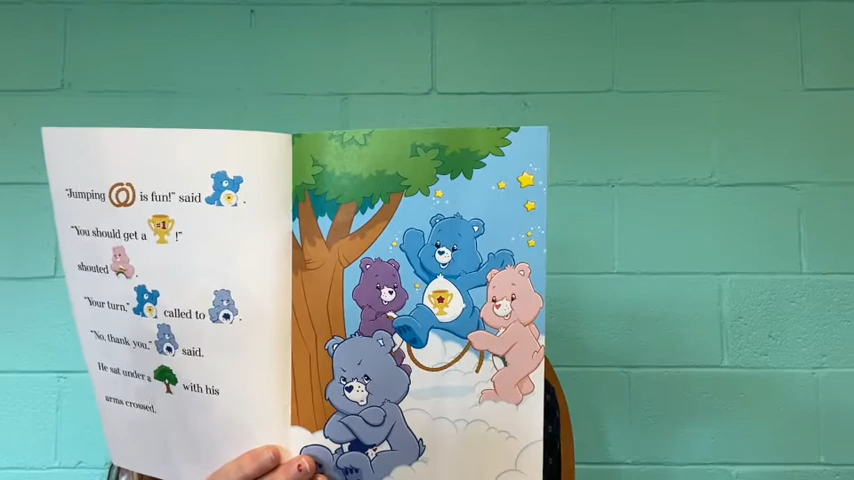 "Jumping is fun!" said .
"You should get a #1 !"
shouted .
"Your turn," called to .
"No, thank you," said.
He sat under a with his
arms crossed.